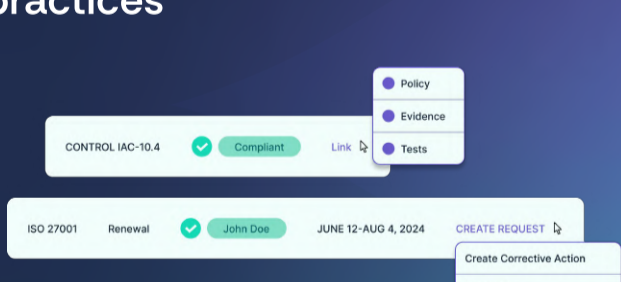 practices
Policy
Evidence
CONTROL IAC-10.4 Compliant Link Tests
ISO 27001 Renewal John Doe JUNE 12-AUG 4, 2024 CREATE REQUEST
Create Corrective Action